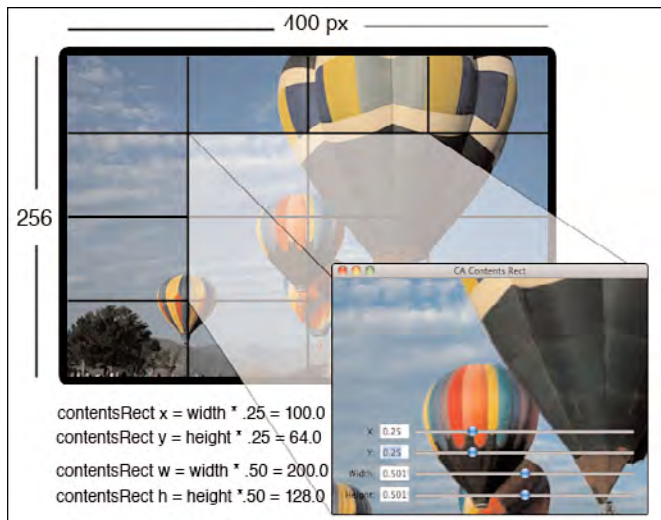 400 px
256
CA Contents Rect
X: 0.25
Y: 0.25
Width: 0.501
Height: 0.501
contentsRect x = width * .25 = 100.0
contentsRect y = height * .25 = 64.0
contentsRect w = width * .50 = 200.0
contentsRect h = height *.50 = 128.0